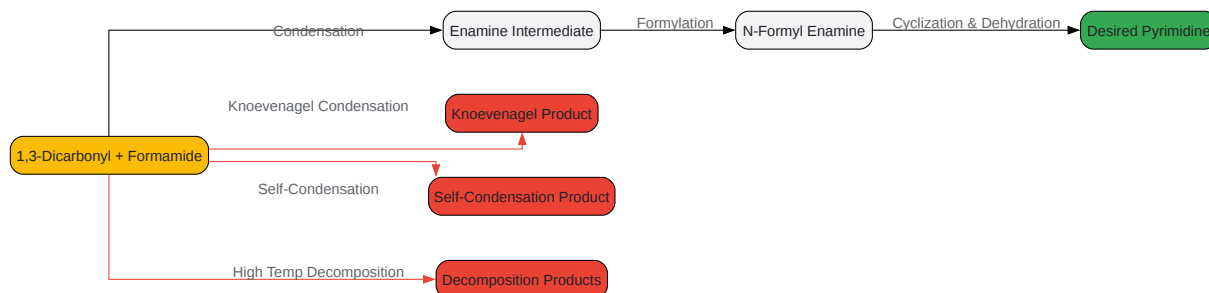 Condensation
Enamine Intermediate
Formylation
N-Formyl Enamine
Cyclization & Dehydration
Desired Pyrimidine
Knoevenagel Condensation
Knoevenagel Product
1,3-Dicarbonyl + Formamide
Self-Condensation
Self-Condensation Product
High Temp Decomposition
Decomposition Products